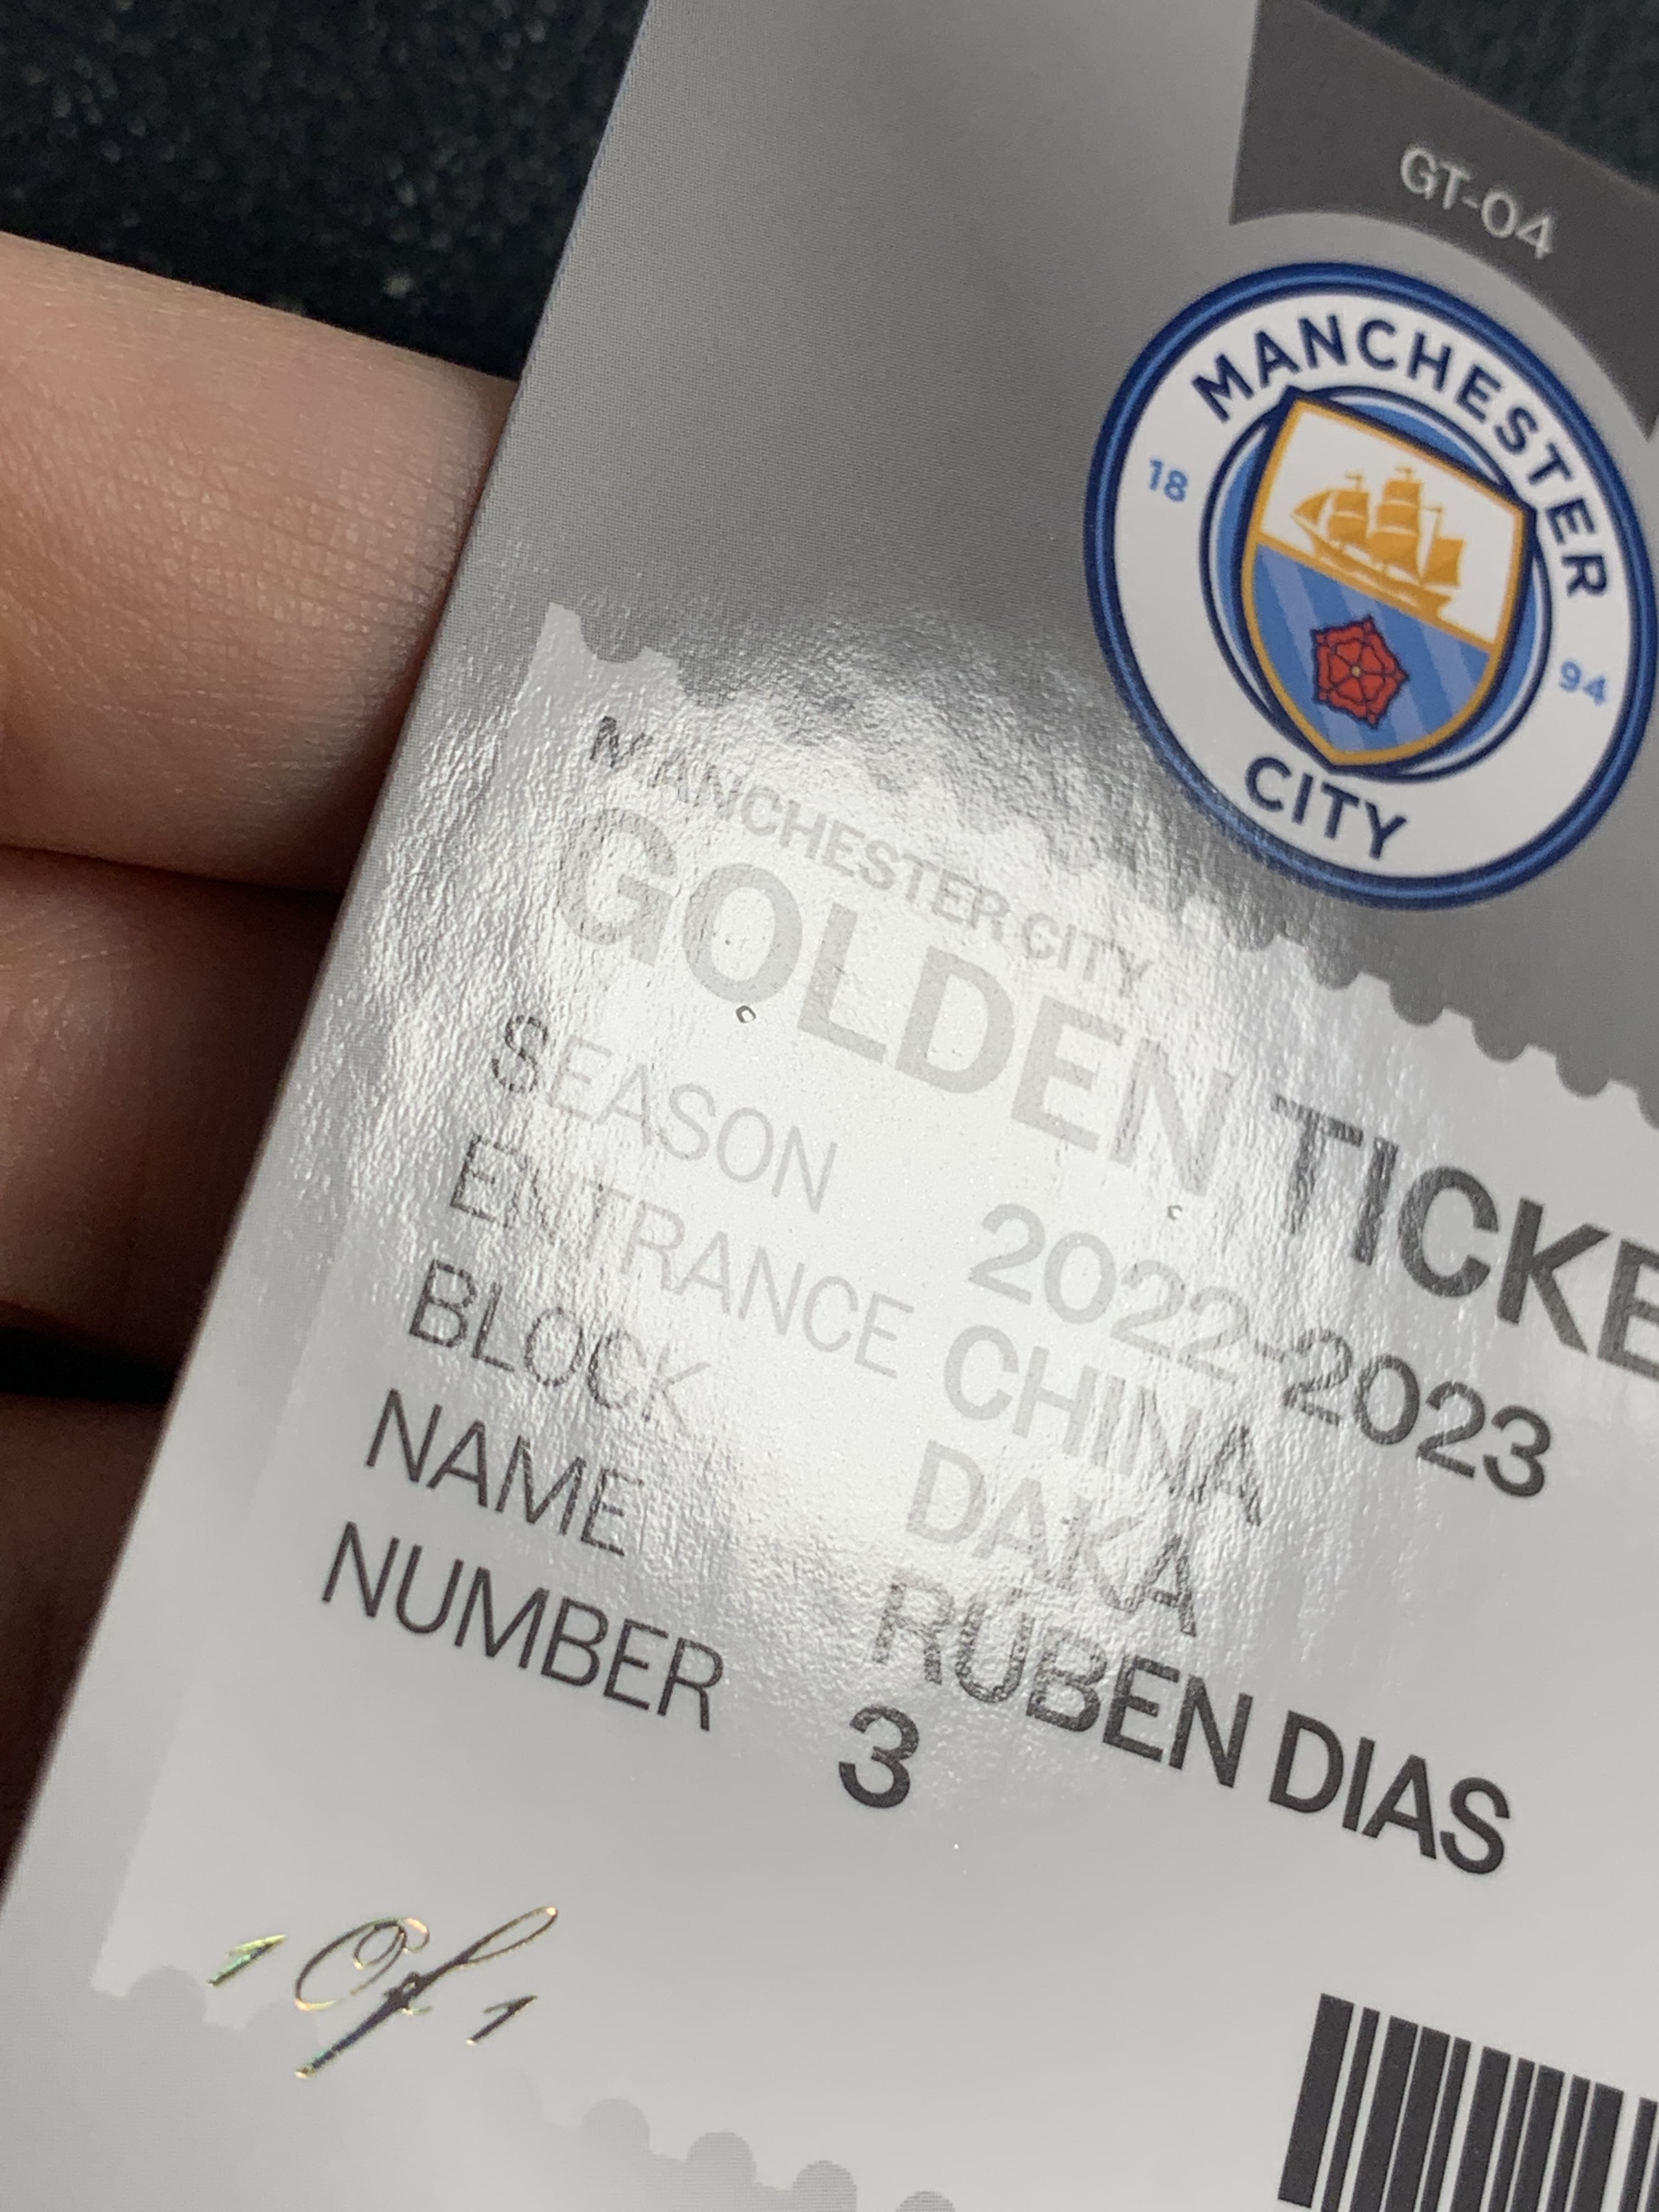 GT-04
MANCHESTER
18 94
CITY
MANCHESTER CITY
GOLDEN TICKE
SEASON 2022-2023
ENTRANCE CHINA
BLOCK DAKA
NAME RÚBEN DIAS
NUMBER 3
1 Of 1